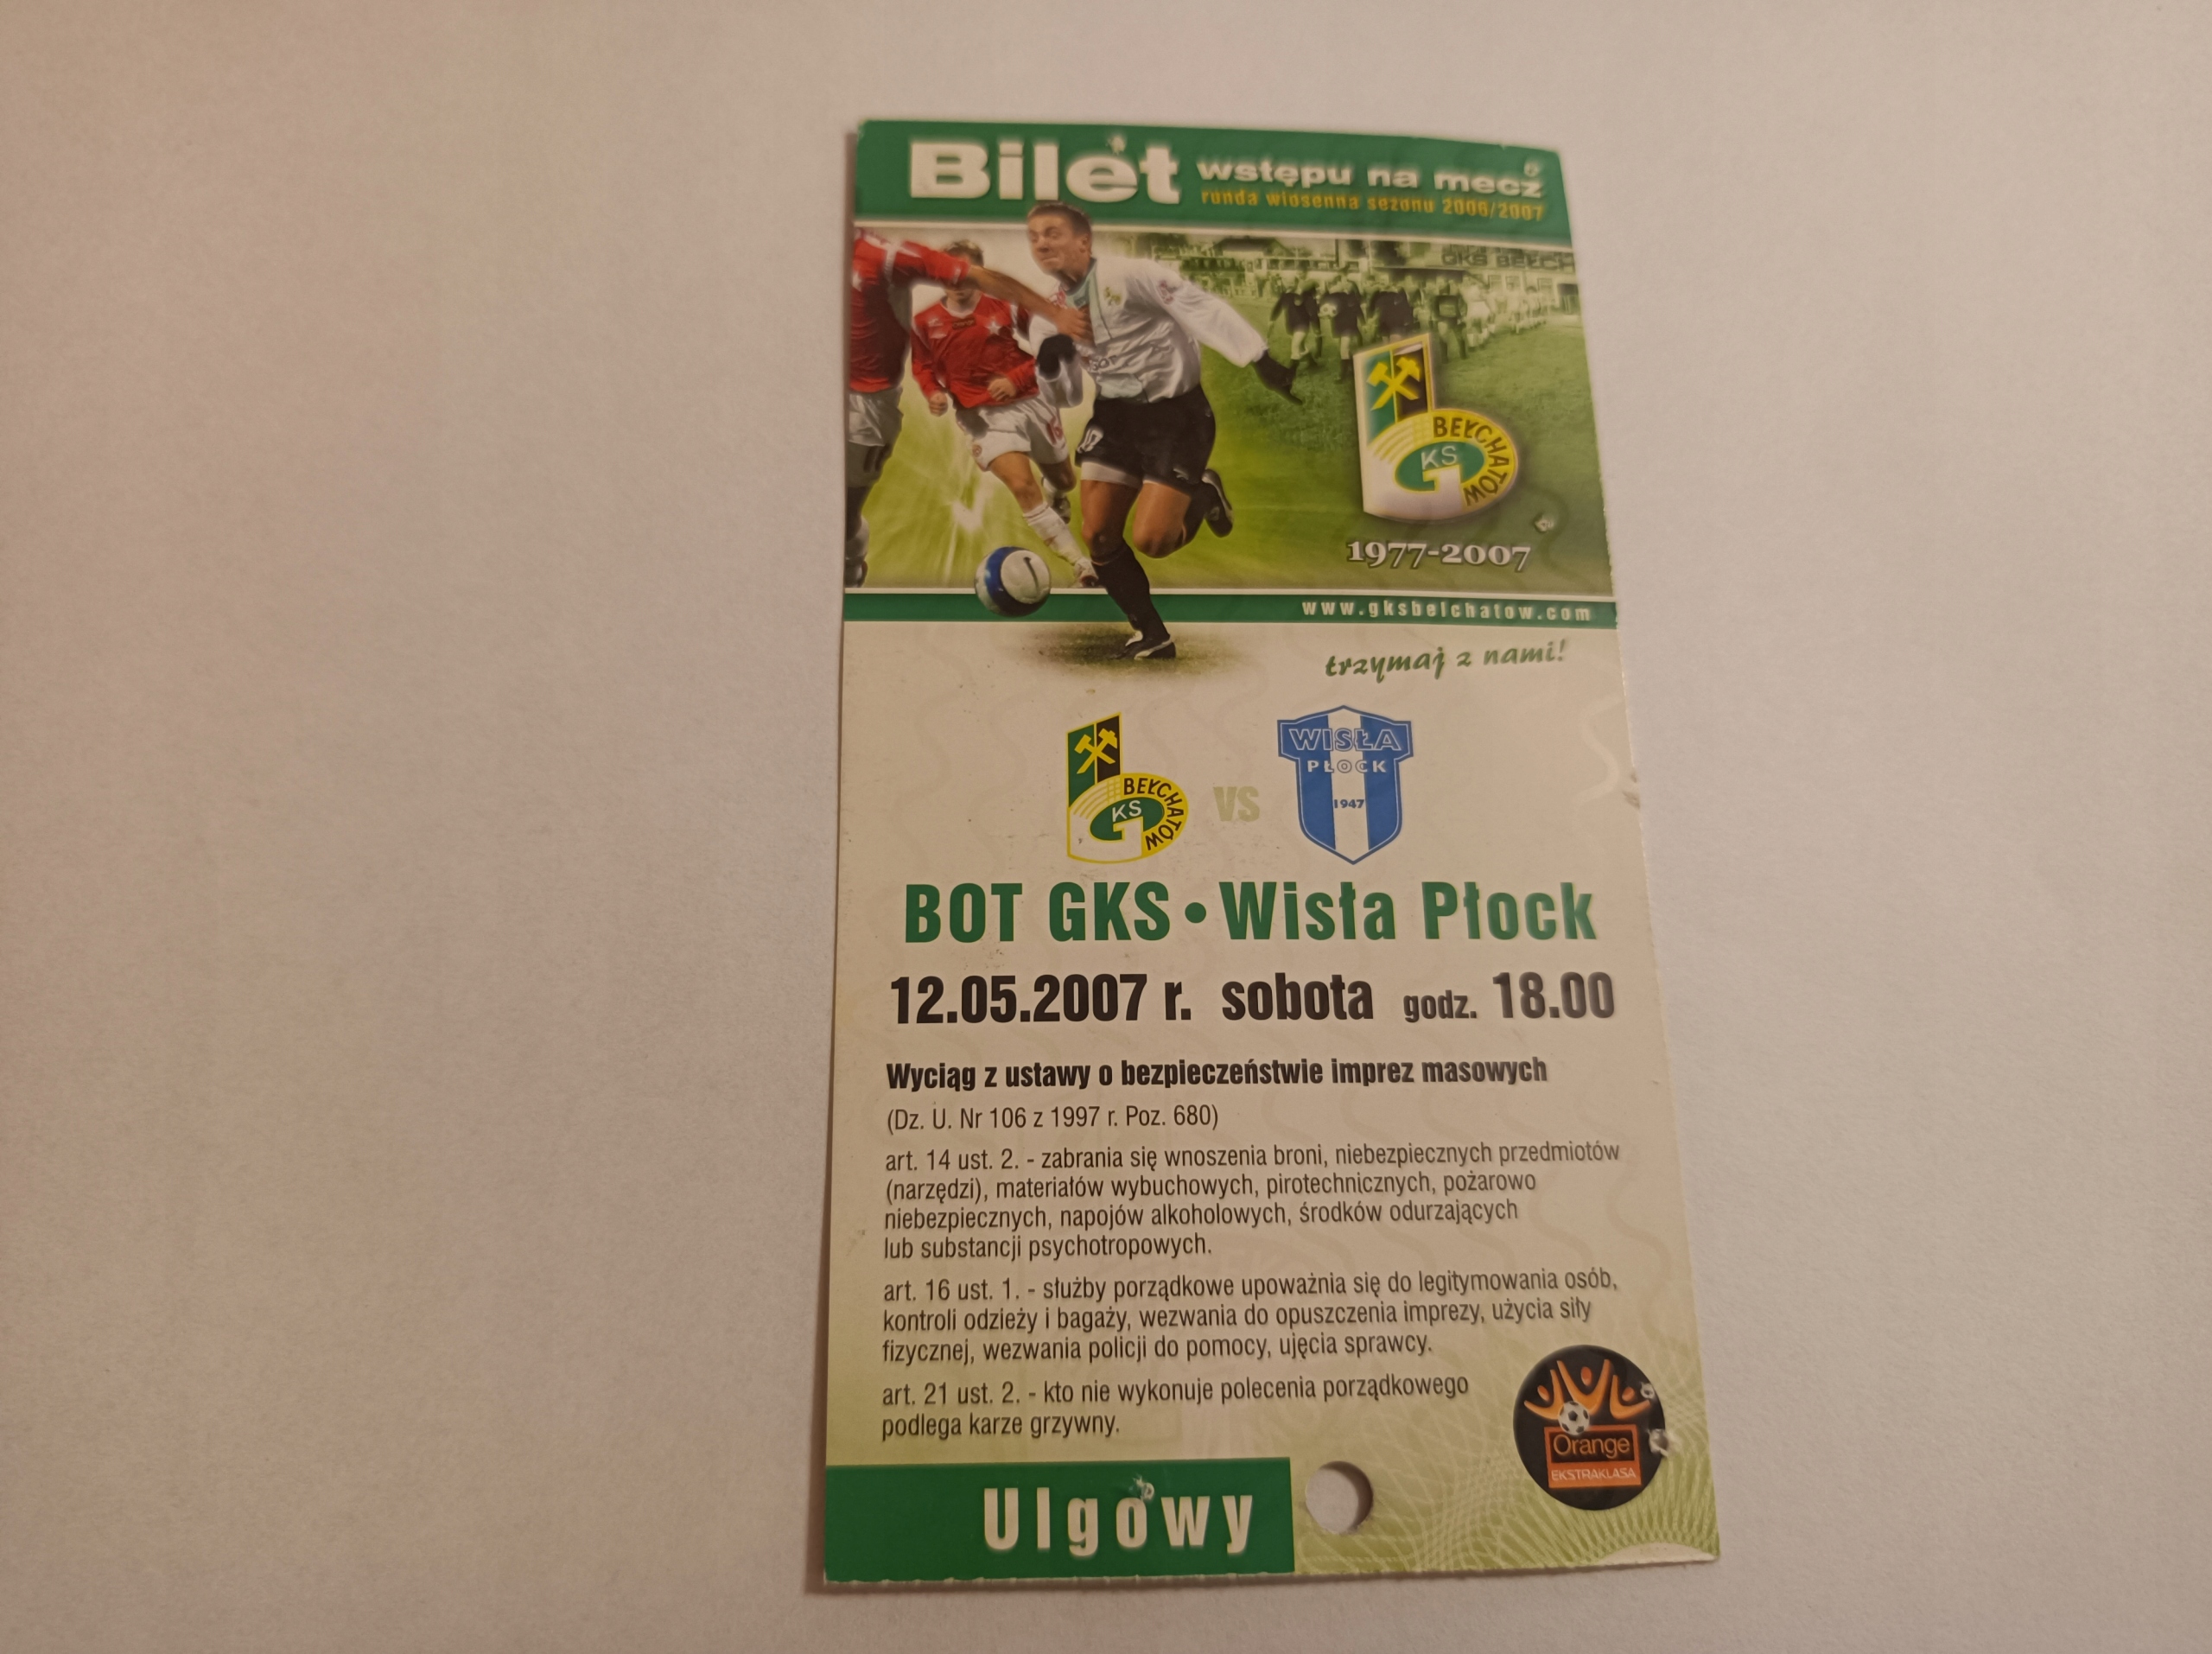 Bilet wstępu na mecz
runda wiosenna sezonu 2006/2007
GKS BEŁCH
BEŁCHATÓW
GKS
1977-2007
www.gksbelchatow.com
trzymaj z nami!
BEŁCHATÓW
GKS
VS
WISŁA
PŁOCK
1947
BOT GKS • Wisła Płock
12.05.2007 r. sobota godz. 18.00
Wyciąg z ustawy o bezpieczeństwie imprez masowych
(Dz. U. Nr 106 z 1997 r. Poz. 680)
art. 14 ust. 2. - zabrania się wnoszenia broni, niebezpiecznych przedmiotów
(narzędzi), materiałów wybuchowych, pirotechnicznych, pożarowo
niebezpiecznych, napojów alkoholowych, środków odurzających
lub substancji psychotropowych.
art. 16 ust. 1. - służby porządkowe upoważnia się do legitymowania osób,
kontroli odzieży i bagaży, wezwania do opuszczenia imprezy, użycia siły
fizycznej, wezwania policji do pomocy, ujęcia sprawcy.
art. 21 ust. 2. - kto nie wykonuje polecenia porządkowego
podlega karze grzywny.
Orange
EKSTRAKLASA
Ulgowy